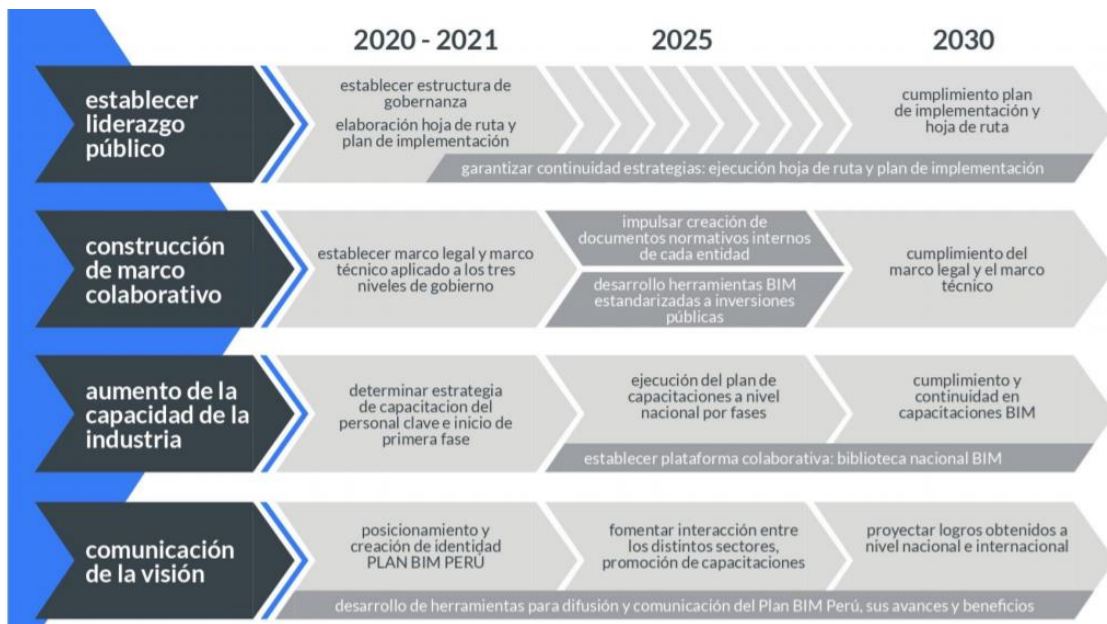 2020 - 2021
2025
2030
establecer
liderazgo
público
establecer estructura de
gobernanza
elaboración hoja de ruta y
plan de implementación
cumplimiento plan
de implementación y
hoja de ruta
garantizar continuidad estrategias: ejecución hoja de ruta y plan de implementación
construcción
de marco
colaborativo
establecer marco legal y marco
técnico aplicado a los tres
niveles de gobierno
impulsar creación de
documentos normativos internos
de cada entidad
desarrollo herramientas BIM
estandarizadas a inversiones
públicas
cumplimiento del
marco legal y el marco
técnico
aumento de la
capacidad de la
industria
determinar estrategia
de capacitacion del
personal clave e inicio de
primera fase
ejecución del plan de
capacitaciones a nivel
nacional por fases
cumplimiento y
continuidad en
capacitaciones BIM
establecer plataforma colaborativa: biblioteca nacional BIM
comunicación
de la visión
posicionamiento y
creación de identidad
PLAN BIM PERÚ
fomentar interacción entre
los distintos sectores,
promoción de capacitaciones
proyectar logros obtenidos a
nivel nacional e internacional
desarrollo de herramientas para difusión y comunicación del Plan BIM Perú, sus avances y beneficios